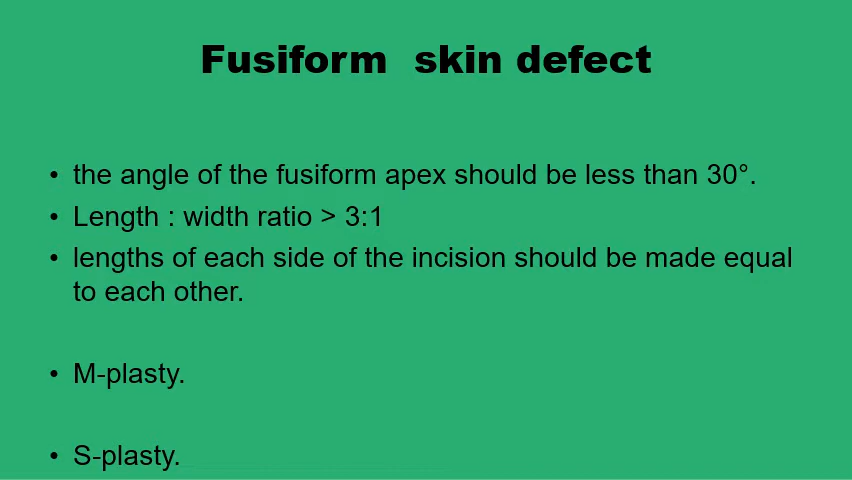 Fusiform  skin defect
• the angle of the fusiform apex should be less than 30°.
• Length : width ratio > 3:1
• lengths of each side of the incision should be made equal
to each other.
• M-plasty.
• S-plasty.